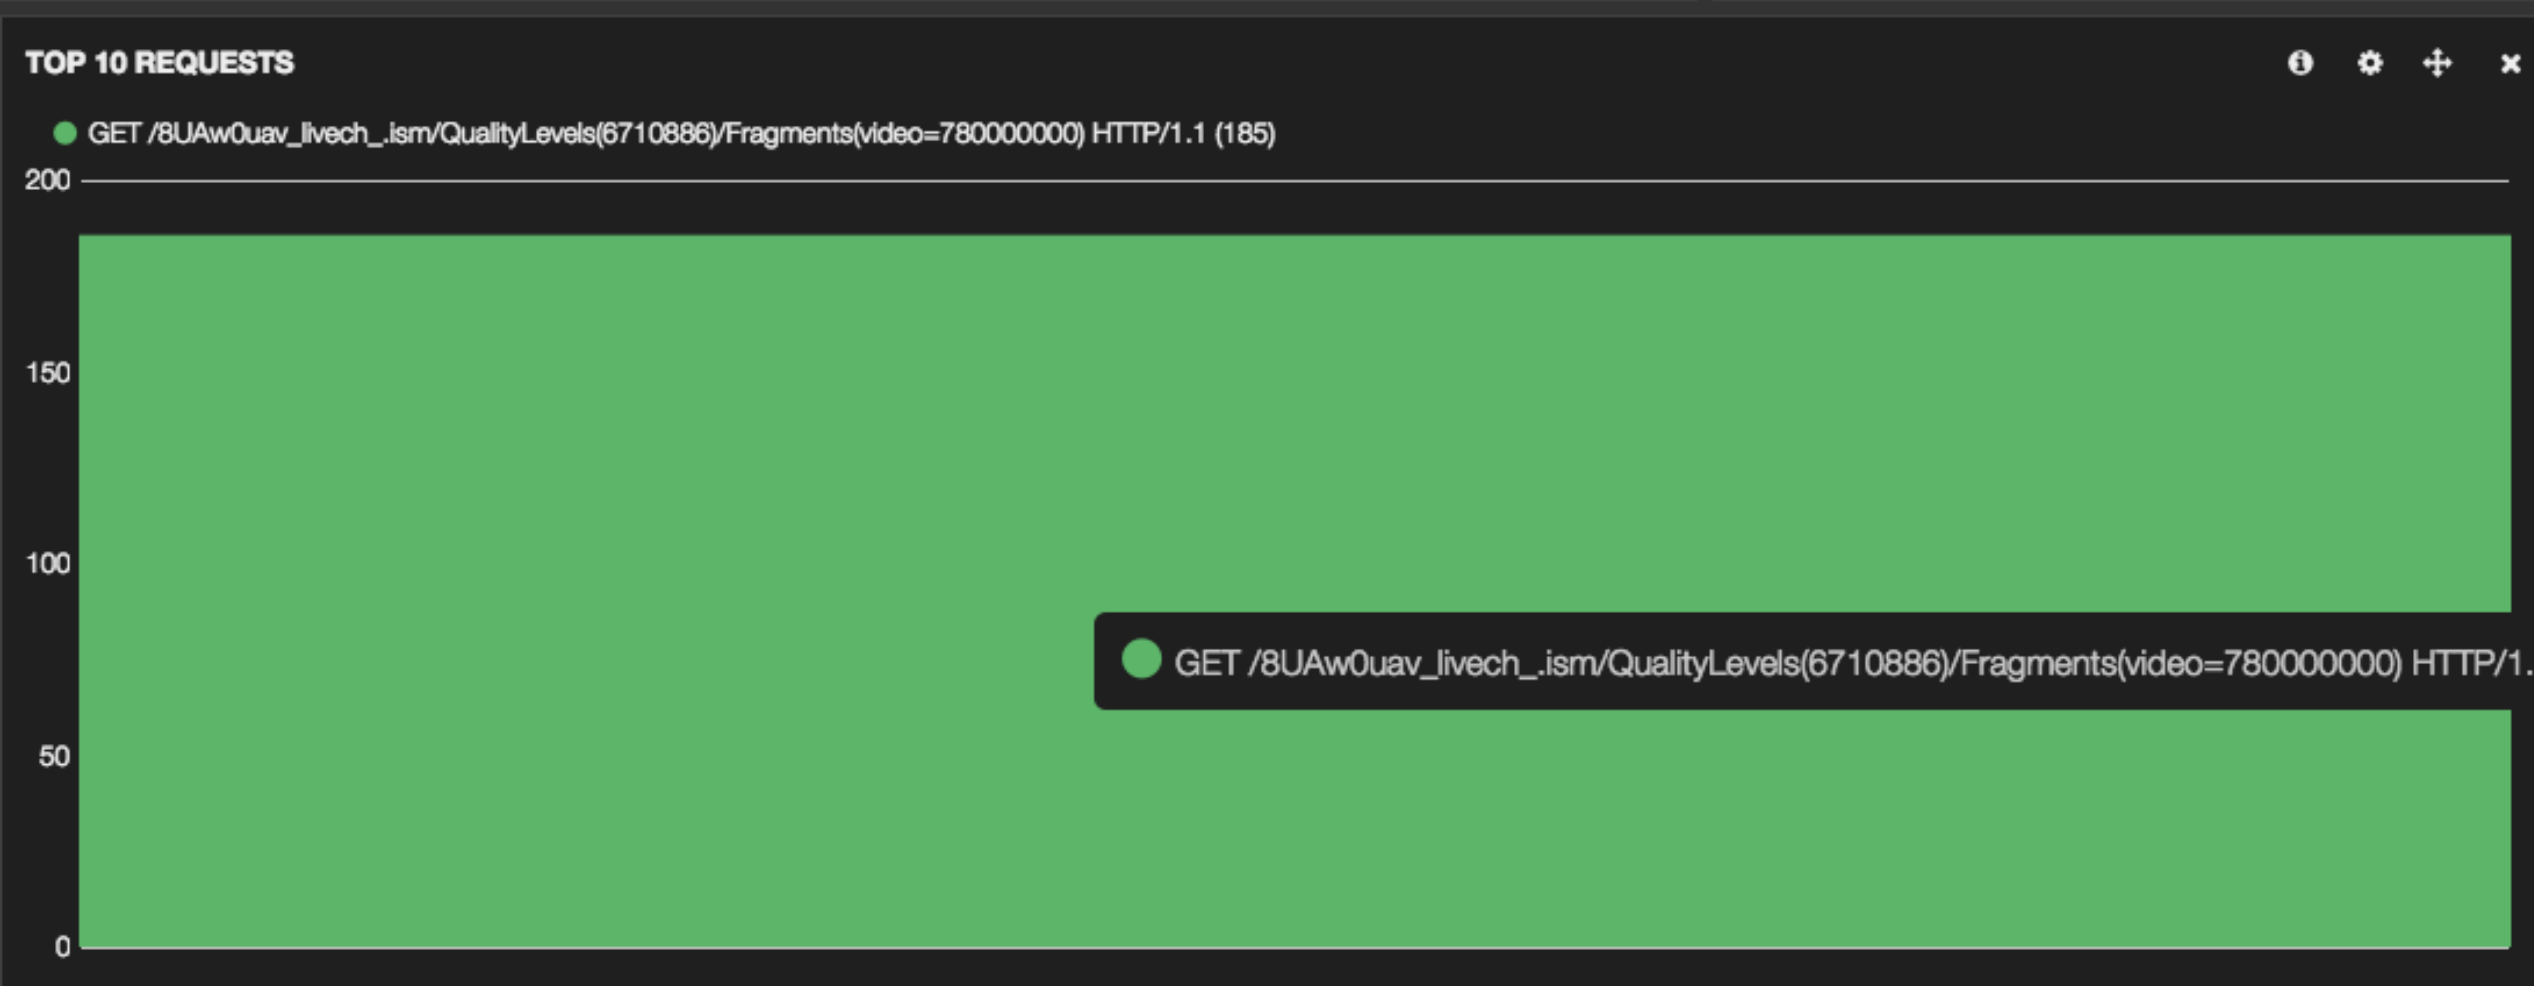 TOP 10 REQUESTS
GET /8UAw0uav_livech_.ism/QualityLevels(6710886)/Fragments(video=780000000) HTTP/1.1 (185)
200
150
100
GET /8UAw0uav_livech_.ism/QualityLevels(6710886)/Fragments(video=780000000) HTTP/1.
50
0